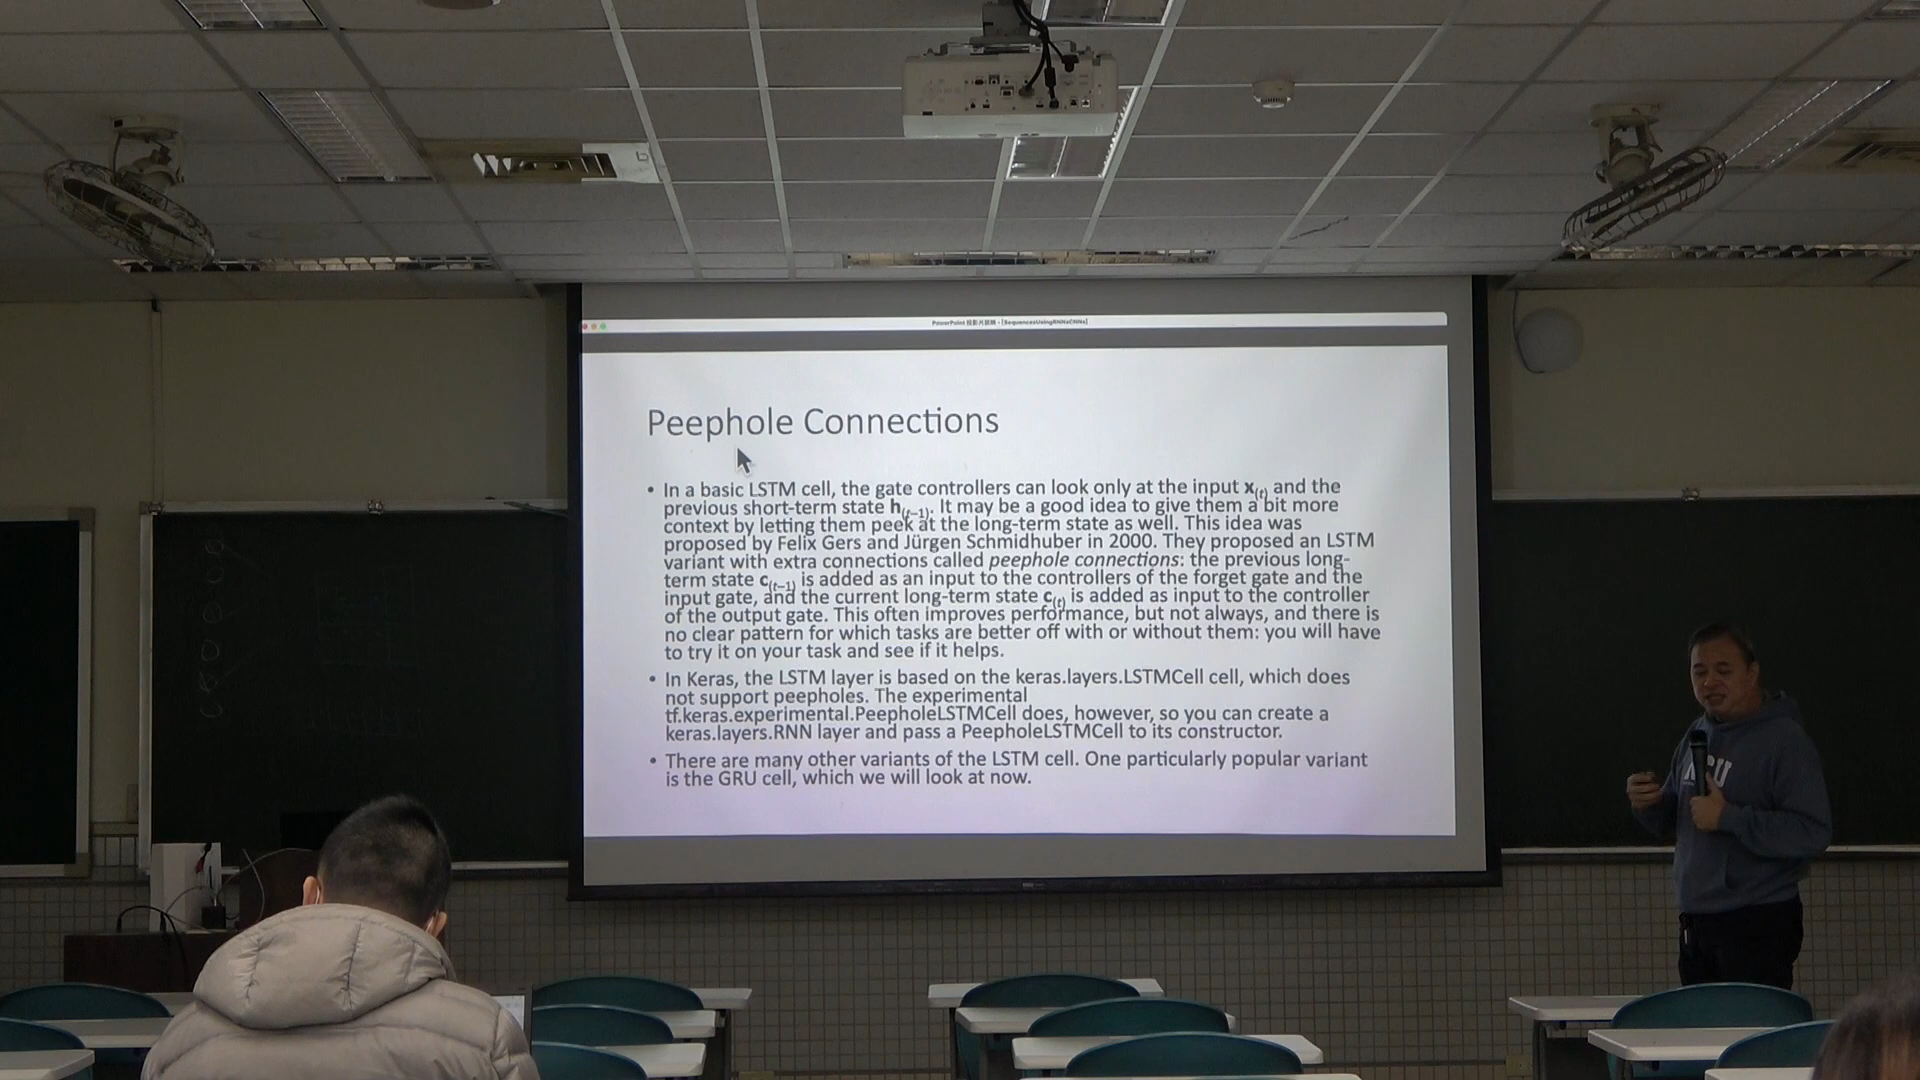 PowerPoint 投影片放映 - [SequencesUsingRNNsCNNs]
Peephole Connections
• In a basic LSTM cell, the gate controllers can look only at the input x(t) and the
previous short-term state h(t–1). It may be a good idea to give them a bit more
context by letting them peek at the long-term state as well. This idea was
proposed by Felix Gers and Jürgen Schmidhuber in 2000. They proposed an LSTM
variant with extra connections called peephole connections: the previous long-
term state c(t–1) is added as an input to the controllers of the forget gate and the
input gate, and the current long-term state c(t) is added as input to the controller
of the output gate. This often improves performance, but not always, and there is
no clear pattern for which tasks are better off with or without them: you will have
to try it on your task and see if it helps.
• In Keras, the LSTM layer is based on the keras.layers.LSTMCell cell, which does
not support peepholes. The experimental
tf.keras.experimental.PeepholeLSTMCell does, however, so you can create a
keras.layers.RNN layer and pass a PeepholeLSTMCell to its constructor.
• There are many other variants of the LSTM cell. One particularly popular variant
is the GRU cell, which we will look at now.